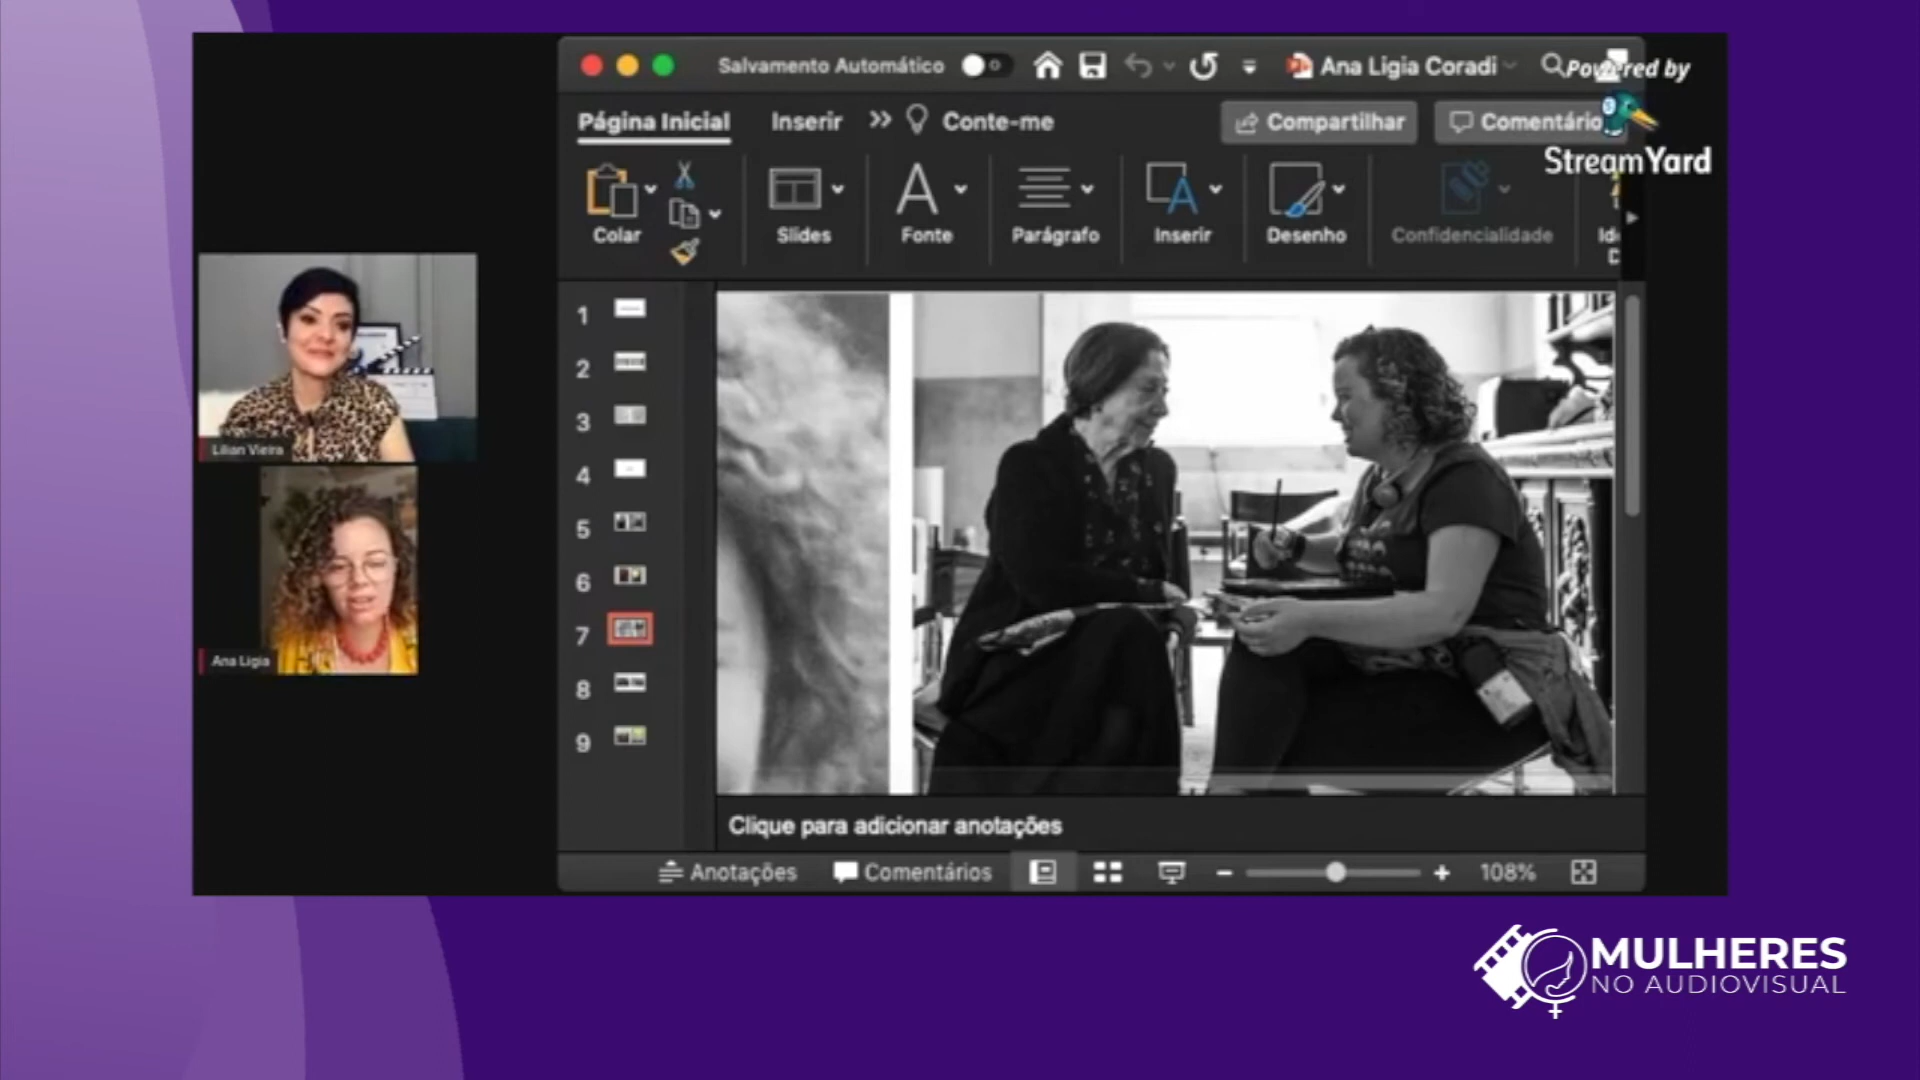 Salvamento Automático
Ana Ligia Coradi
Powered by
StreamYard
Página Inicial
Inserir
Conte-me
Compartilhar
Comentário
Colar
Slides
Fonte
Parágrafo
Inserir
Desenho
Confidencialidade
1
2
3
4
5
6
7
8
9
Lilian Vieira
Ana Ligia
Clique para adicionar anotações
Anotações
Comentários
108%
MULHERES
NO AUDIOVISUAL